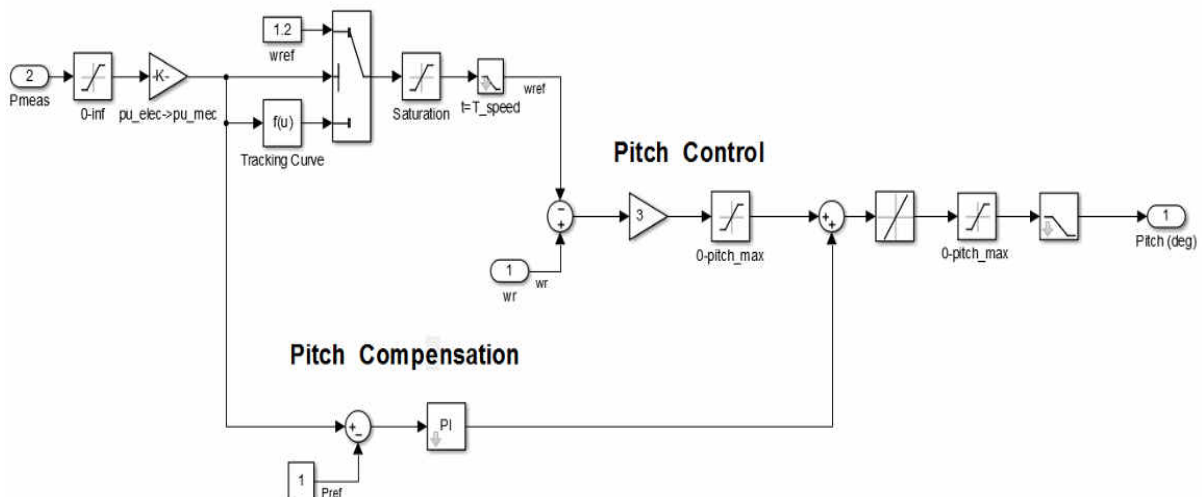 1.2
wref
2
Pmeas
0-inf
-K-
pu_elec->pu_mec
f(u)
Tracking Curve
Saturation
t=T_speed
wref
Pitch Control
3
0-pitch_max
0-pitch_max
1
Pitch (deg)
1
wr
wr
Pitch Compensation
PI
1
Pref